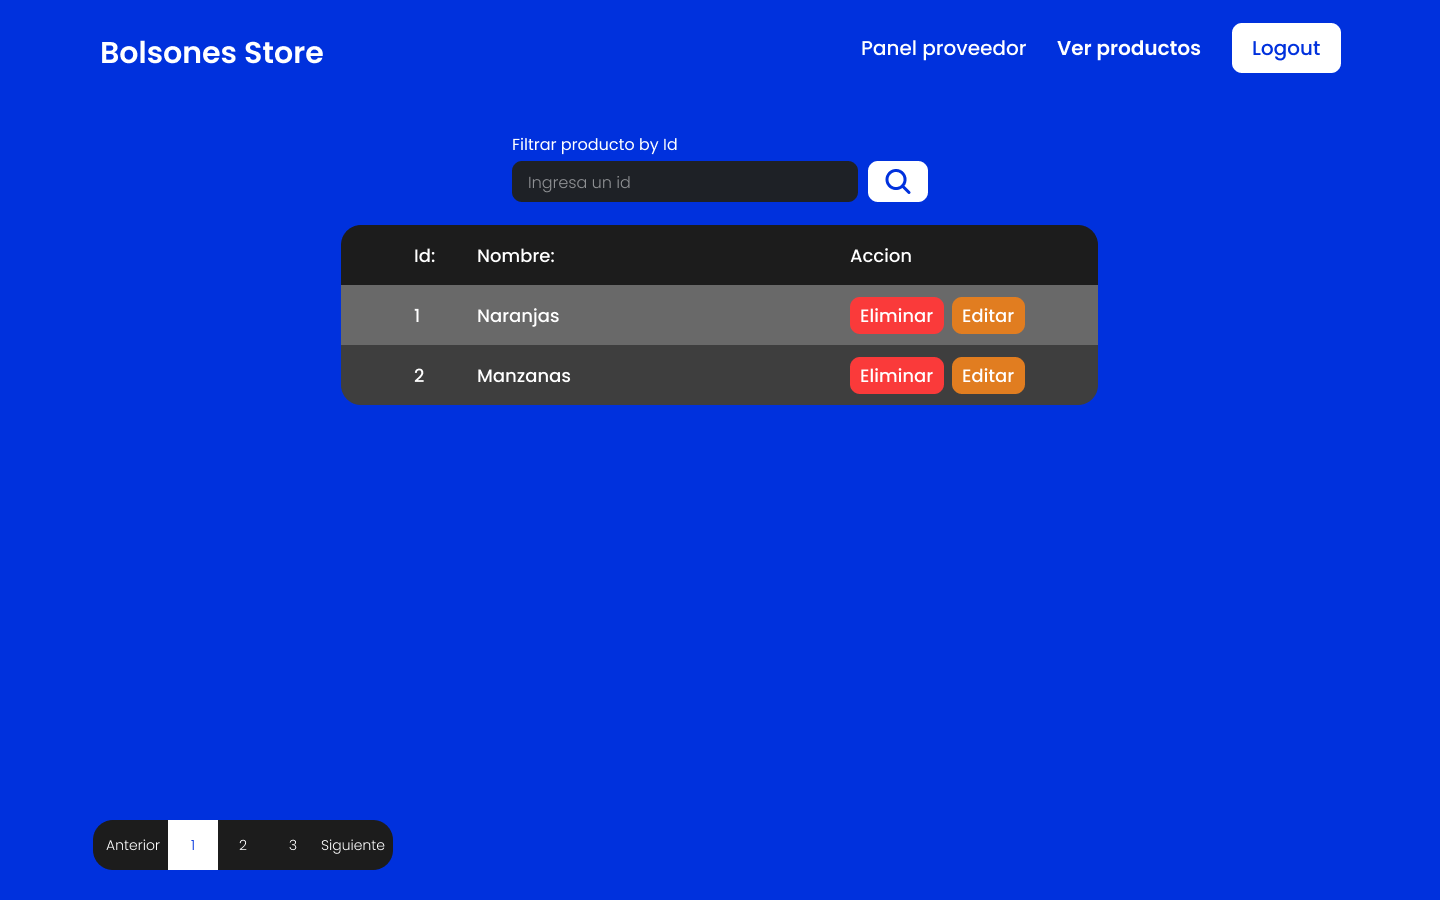 Bolsones Store
Panel proveedor Ver productos Logout
Filtrar producto by Id
Ingresa un id
Id: Nombre: Accion
1 Naranjas Eliminar Editar
2 Manzanas Eliminar Editar
Anterior 1 2 3 Siguiente